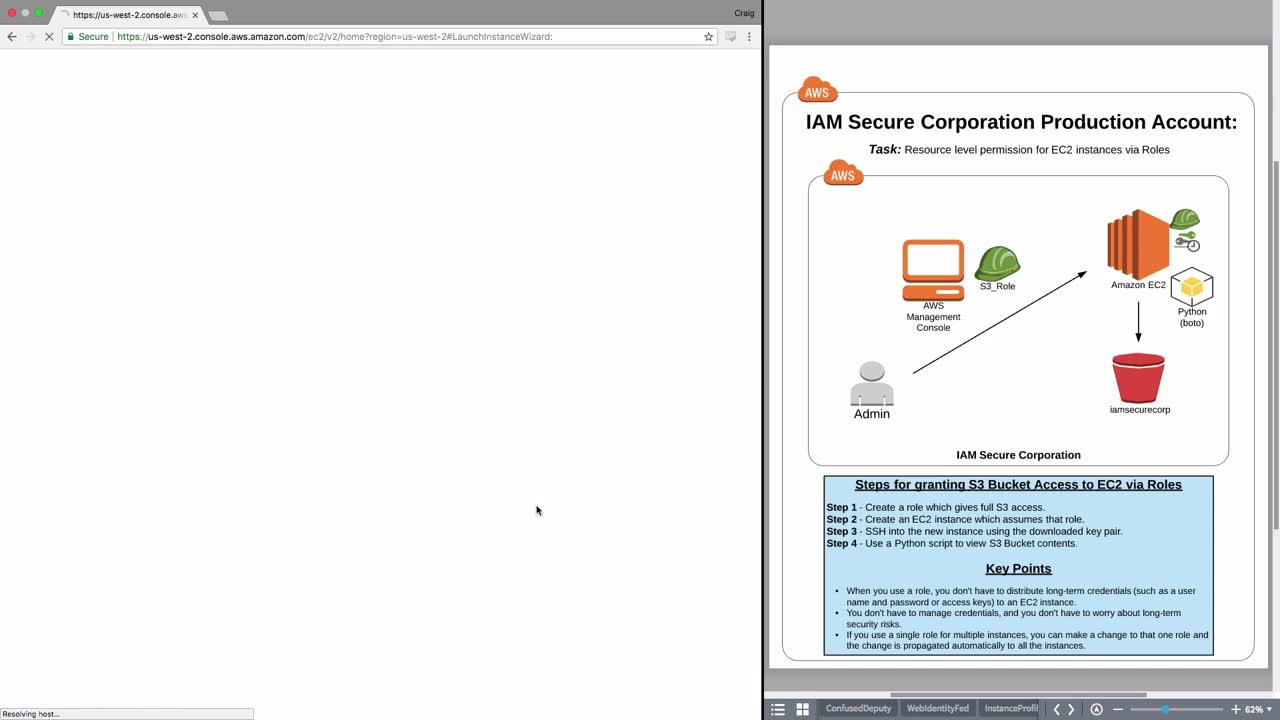 https://us-west-2.console.aws
Craig
Secure | https://us-west-2.console.aws.amazon.com/ec2/v2/home?region=us-west-2#LaunchInstanceWizard:
Resolving host...
AWS
IAM Secure Corporation Production Account:
Task: Resource level permission for EC2 instances via Roles
AWS
S3_Role
AWS
Management
Console
Amazon EC2
Python
(boto)
Admin
iamsecurecorp
IAM Secure Corporation
Steps for granting S3 Bucket Access to EC2 via Roles
Step 1 - Create a role which gives full S3 access.
Step 2 - Create an EC2 instance which assumes that role.
Step 3 - SSH into the new instance using the downloaded key pair.
Step 4 - Use a Python script to view S3 Bucket contents.
Key Points
• When you use a role, you don't have to distribute long-term credentials (such as a user
name and password or access keys) to an EC2 instance.
• You don't have to manage credentials, and you don't have to worry about long-term
security risks.
• If you use a single role for multiple instances, you can make a change to that one role and
the change is propagated automatically to all the instances.
ConfusedDeputy
WebIdentityFed
InstanceProfil
62%